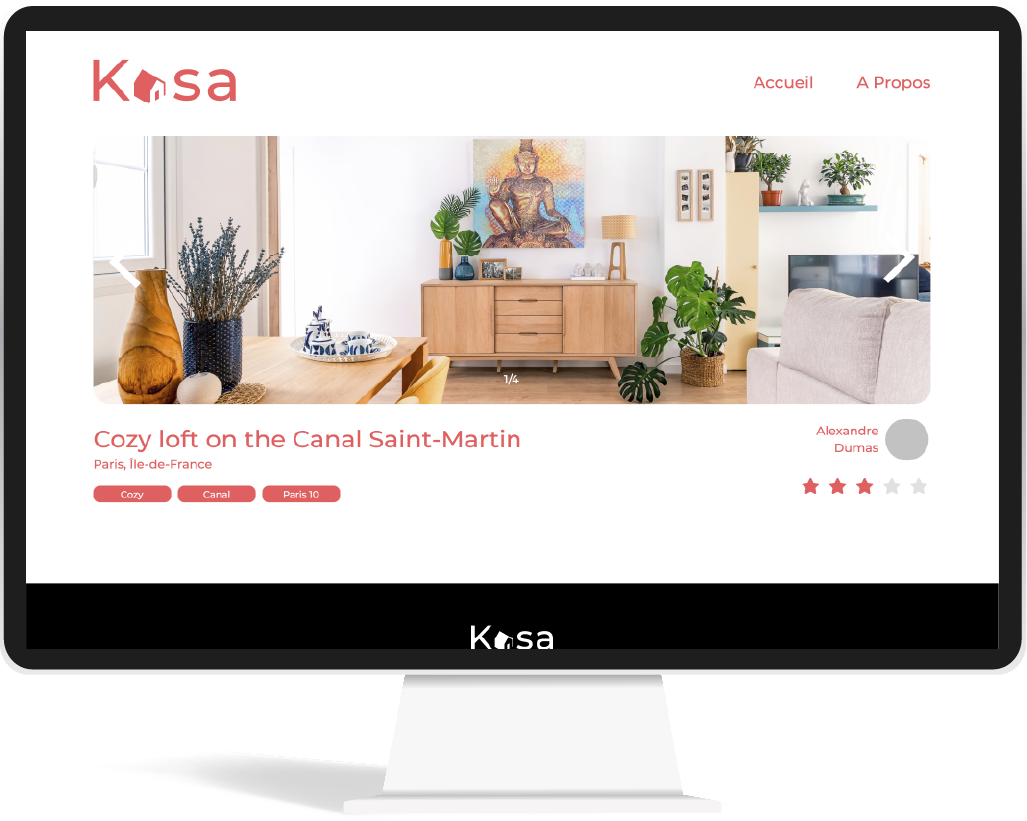 Kasa
Accueil
A Propos
1/4
Cozy loft on the Canal Saint-Martin
Paris, Île-de-France
Cozy
Canal
Paris 10
Alexandre
Dumas
Kasa